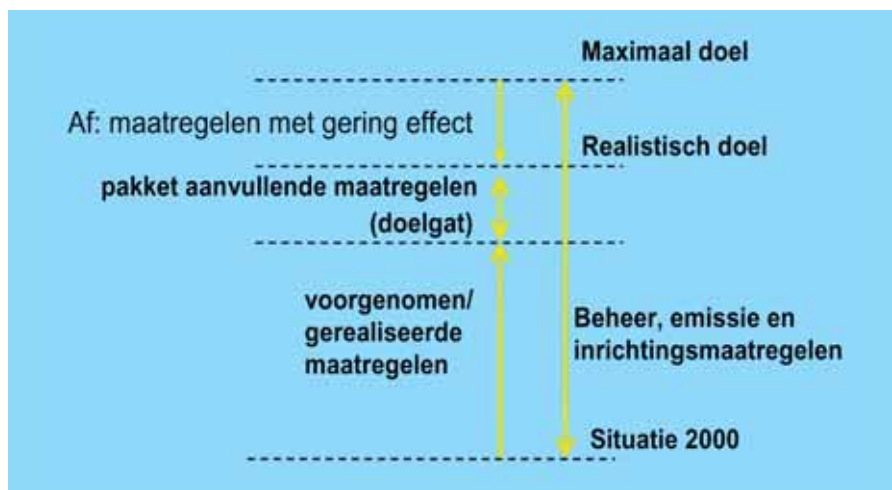 Maximaal doel
Af: maatregelen met gering effect
Realistisch doel
pakket aanvullende maatregelen
(doelgat)
voorgenomen/
gerealiseerde
maatregelen
Beheer, emissie en
inrichtingsmaatregelen
Situatie 2000